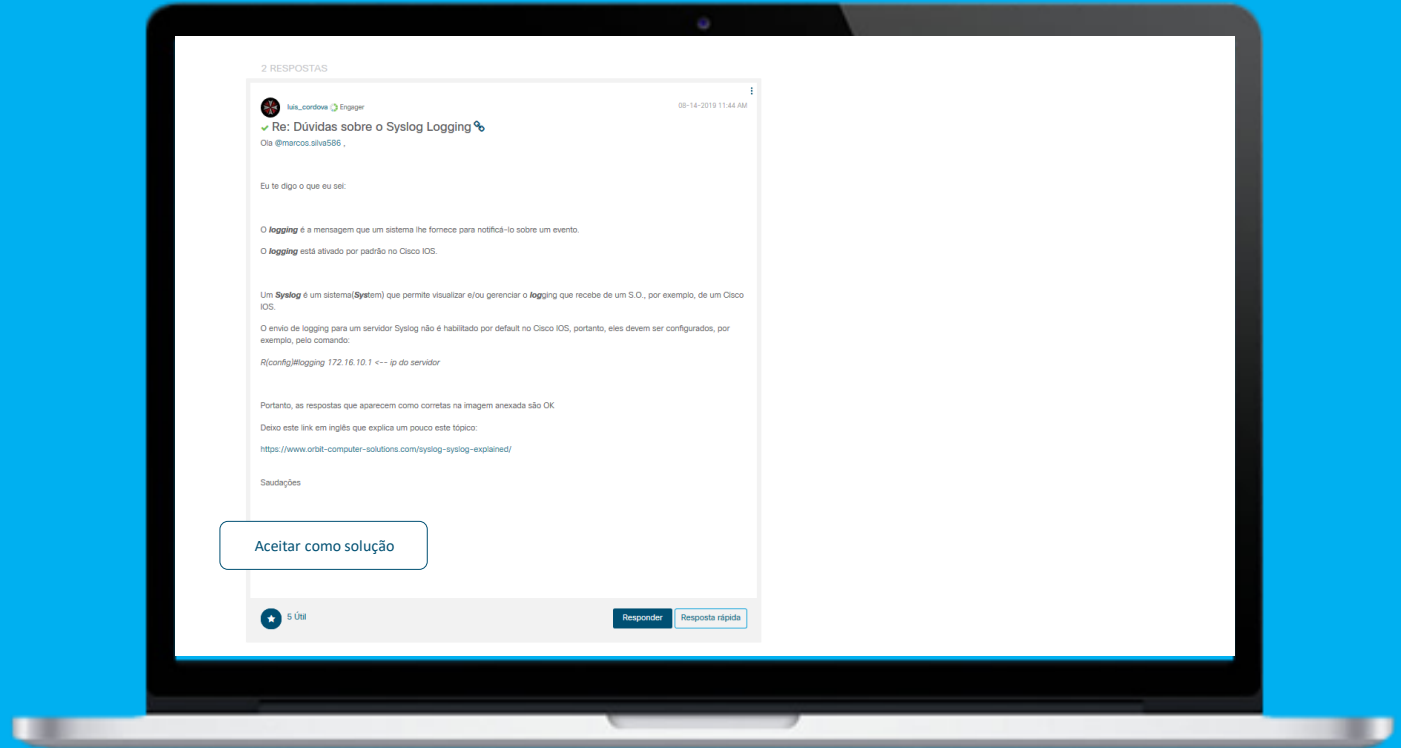 2 RESPOSTAS
luis_cordova Engager
08-14-2019 11:44 AM
Re: Dúvidas sobre o Syslog Logging
Ola @marcos.silva586 ,
Eu te digo o que eu sei:
O logging é a mensagem que um sistema lhe fornece para notificá-lo sobre um evento.
O logging está ativado por padrão no Cisco IOS.
Um Syslog é um sistema(System) que permite visualizar e/ou gerenciar o logging que recebe de um S.O., por exemplo, de um Cisco
IOS.
O envio de logging para um servidor Syslog não é habilitado por default no Cisco IOS, portanto, eles devem ser configurados, por
exemplo, pelo comando:
R(config)#logging 172.16.10.1 <-- ip do servidor
Portanto, as respostas que aparecem como corretas na imagem anexada são OK
Deixo este link em inglês que explica um pouco este tópico:
https://www.orbit-computer-solutions.com/syslog-syslog-explained/
Saudações
Aceitar como solução
5 Útil
Responder
Resposta rápida